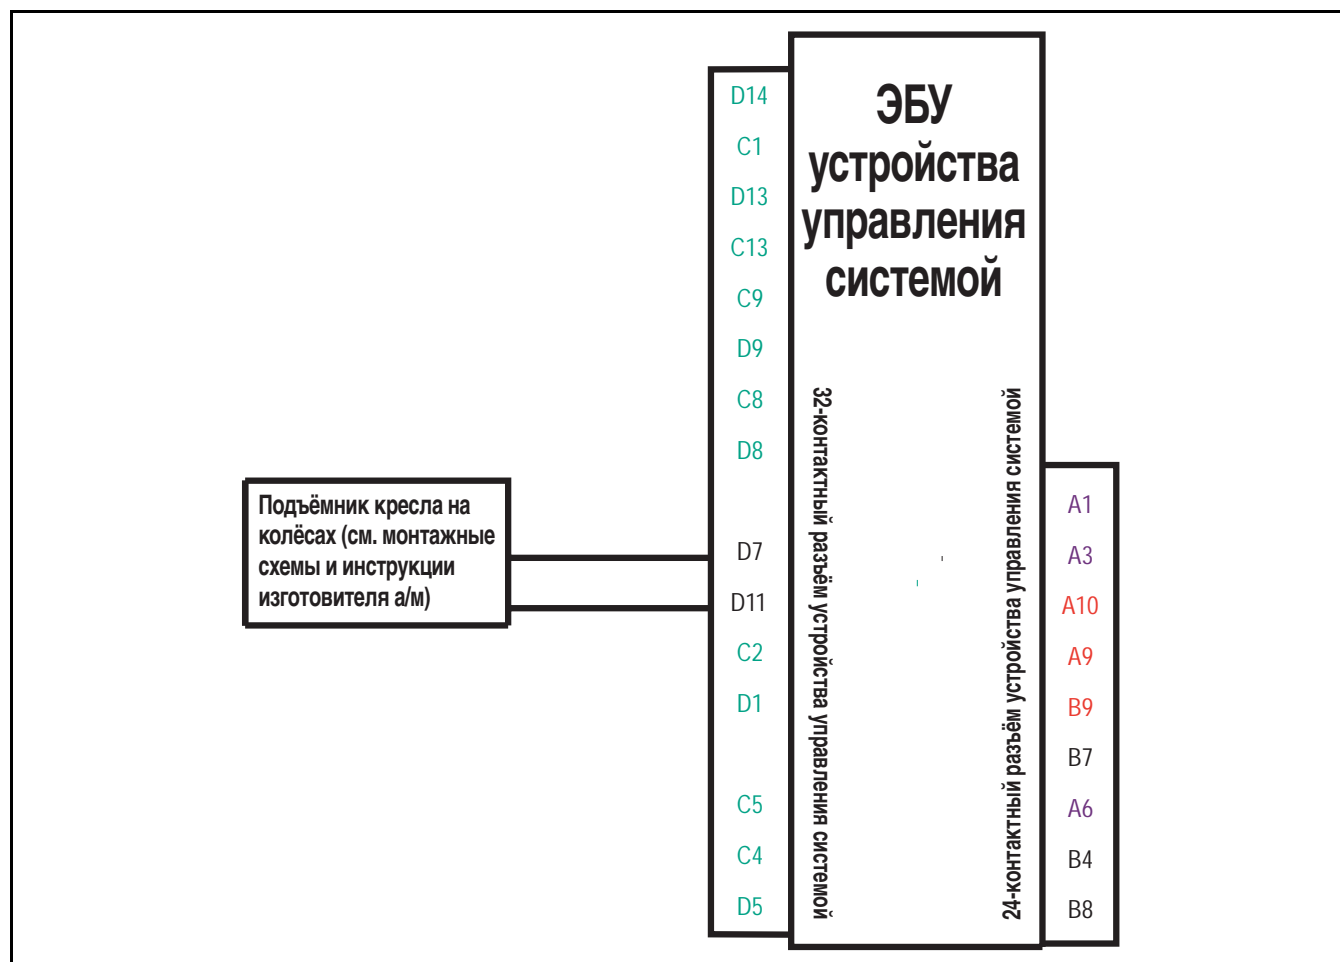 ЭБУ
устройства
управления
системой
D14
C1
D13
C13
C9
D9
C8
D8
D7
D11
C2
D1
C5
C4
D5
Подъёмник кресла на
колёсах (см. монтажные
схемы и инструкции
изготовителя а/м)
32-контактный разъём устройства управления системой
24-контактный разъём устройства управления системой
A1
A3
A10
A9
B9
B7
A6
B4
B8